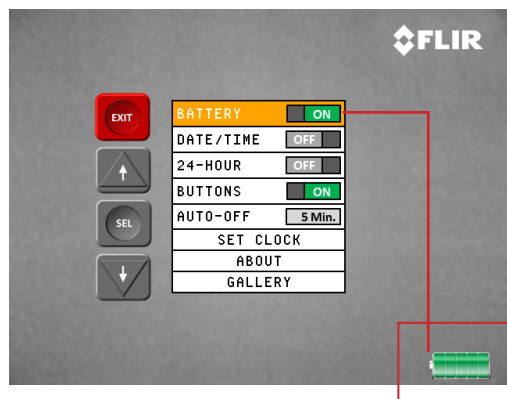 FLIR
EXIT
BATTERY ON
DATE/TIME OFF
24-HOUR OFF
BUTTONS ON
SEL
AUTO-OFF 5 Min.
SET CLOCK
ABOUT
GALLERY